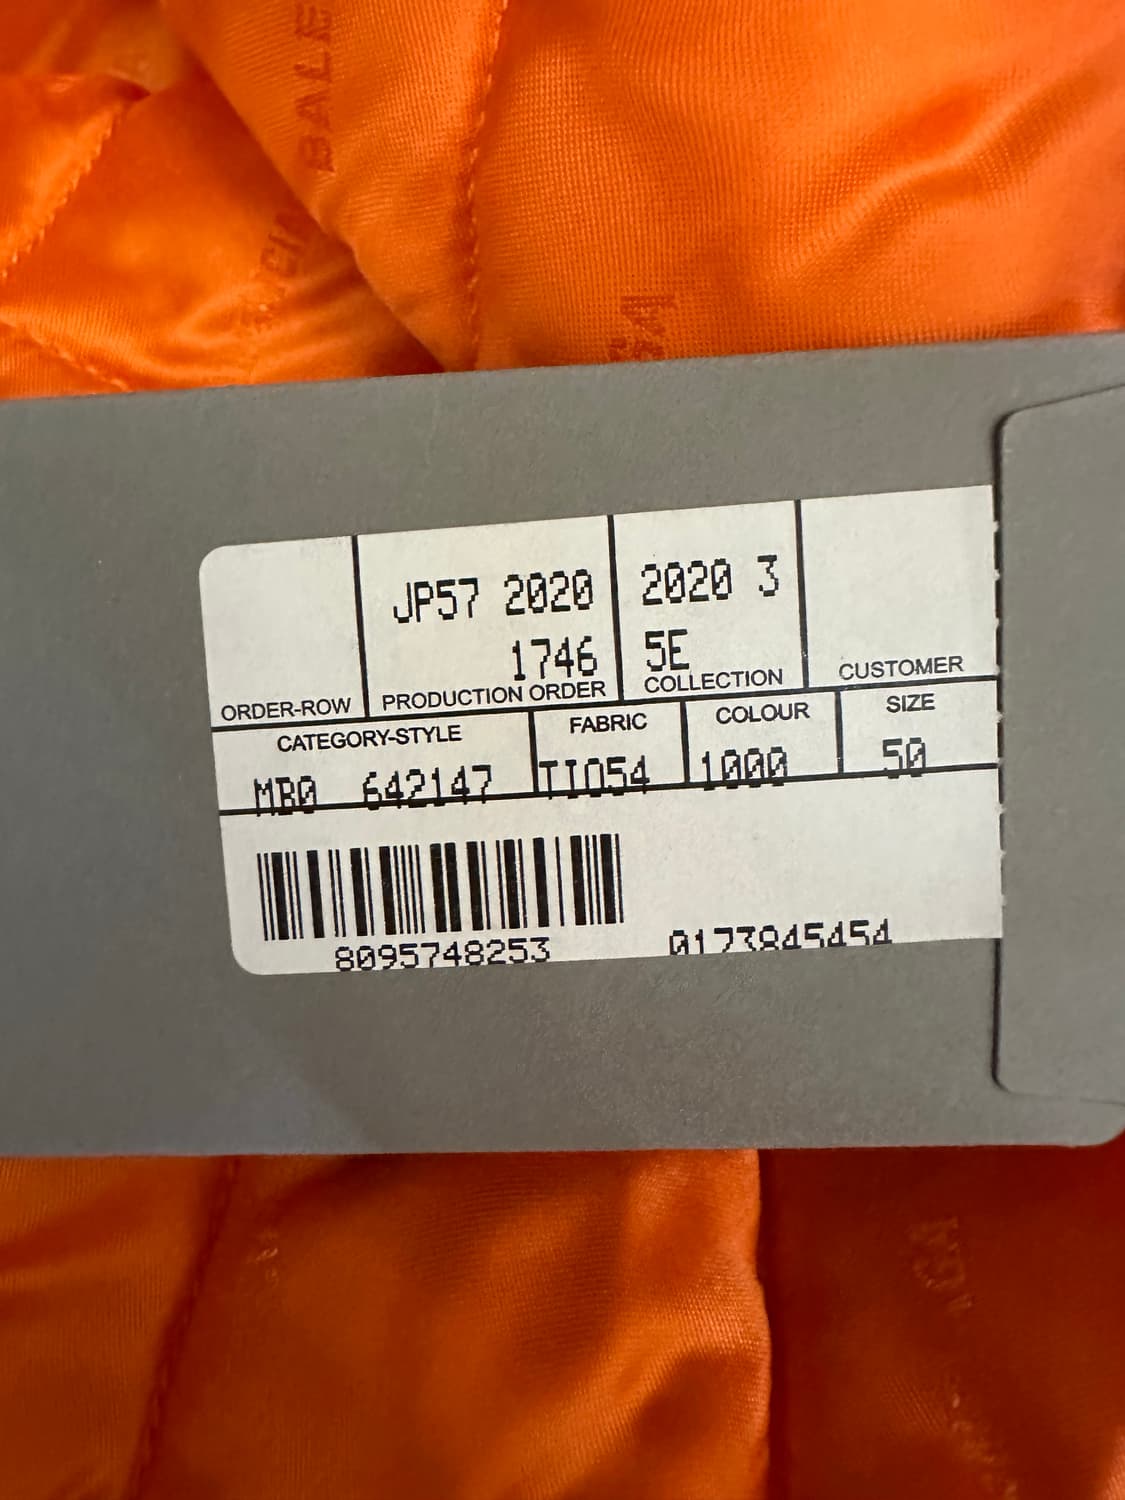 BALE
JP57 2020
1746
2020 3
5E
ORDER-ROW
PRODUCTION ORDER
COLLECTION
CUSTOMER
CATEGORY-STYLE
FABRIC
COLOUR
SIZE
MB0 642147
TIO54
1000
50
8095748253
0173845454